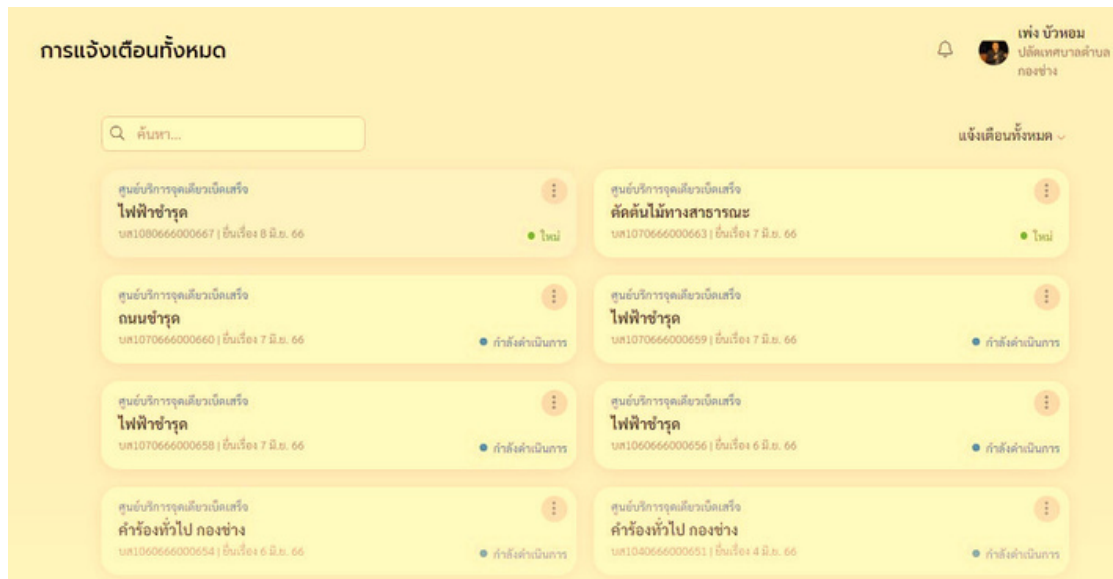 การแจ้งเตือนทั้งหมด
เพ่ง บัวหอม
ปลัดเทศบาลตำบล
กองช่าง
ค้นหา...
แจ้งเตือนทั้งหมด
ศูนย์บริการจุดเดียวเบ็ดเสร็จ
ไฟฟ้าชำรุด
บส1080666000667 | ยื่นเรื่อง 8 มิ.ย. 66
ใหม่
ศูนย์บริการจุดเดียวเบ็ดเสร็จ
ตัดต้นไม้ทางสาธารณะ
บส1070666000663 | ยื่นเรื่อง 7 มิ.ย. 66
ใหม่
ศูนย์บริการจุดเดียวเบ็ดเสร็จ
ถนนชำรุด
บส1070666000660 | ยื่นเรื่อง 7 มิ.ย. 66
กำลังดำเนินการ
ศูนย์บริการจุดเดียวเบ็ดเสร็จ
ไฟฟ้าชำรุด
บส1070666000659 | ยื่นเรื่อง 7 มิ.ย. 66
กำลังดำเนินการ
ศูนย์บริการจุดเดียวเบ็ดเสร็จ
ไฟฟ้าชำรุด
บส1070666000658 | ยื่นเรื่อง 7 มิ.ย. 66
กำลังดำเนินการ
ศูนย์บริการจุดเดียวเบ็ดเสร็จ
ไฟฟ้าชำรุด
บส1060666000656 | ยื่นเรื่อง 6 มิ.ย. 66
กำลังดำเนินการ
ศูนย์บริการจุดเดียวเบ็ดเสร็จ
คำร้องทั่วไป กองช่าง
บส1060666000654 | ยื่นเรื่อง 6 มิ.ย. 66
กำลังดำเนินการ
ศูนย์บริการจุดเดียวเบ็ดเสร็จ
คำร้องทั่วไป กองช่าง
บส1040666000651 | ยื่นเรื่อง 4 มิ.ย. 66
กำลังดำเนินการ